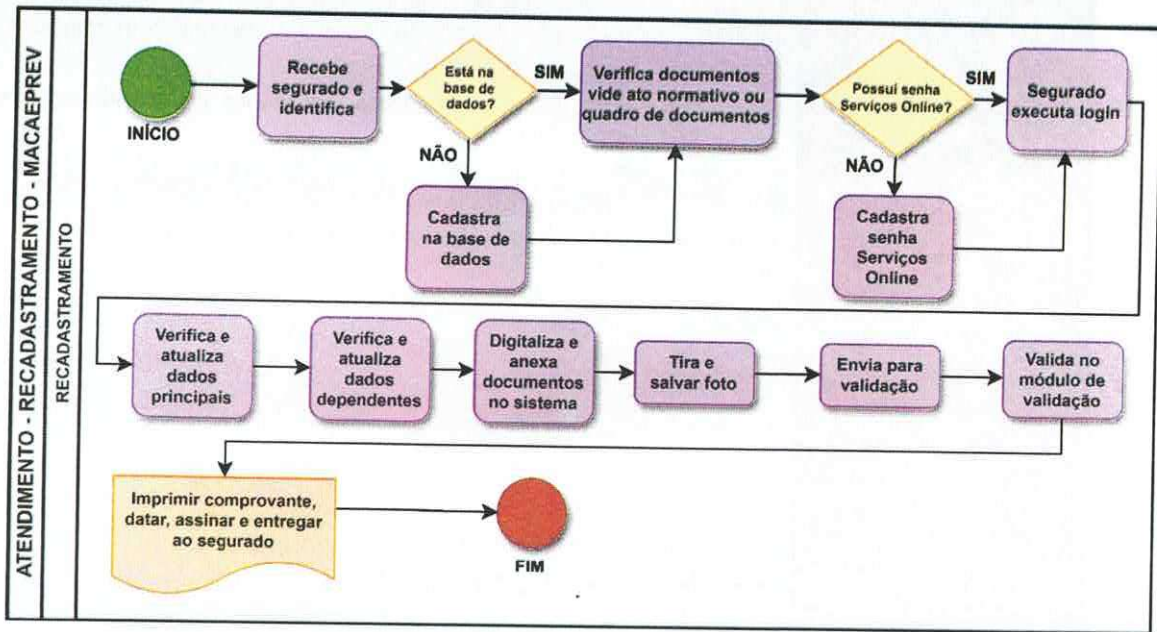 ATENDIMENTO - RECADASTRAMENTO - MACAEPREV
RECADASTRAMENTO
INÍCIO
Recebe
segurado e
identifica
Está na
base de
dados?
SIM
NÃO
Cadastra
na base de
dados
Verifica documentos
vide ato normativo ou
quadro de documentos
Possui senha
Serviços Online?
SIM
NÃO
Cadastra
senha
Serviços
Online
Segurado
executa login
Verifica e
atualiza
dados
principais
Verifica e
atualiza
dados
dependentes
Digitaliza e
anexa
documentos
no sistema
Tira e
salvar foto
Envia para
validação
Valida no
módulo de
validação
Imprimir comprovante,
datar, assinar e entregar
ao segurado
FIM